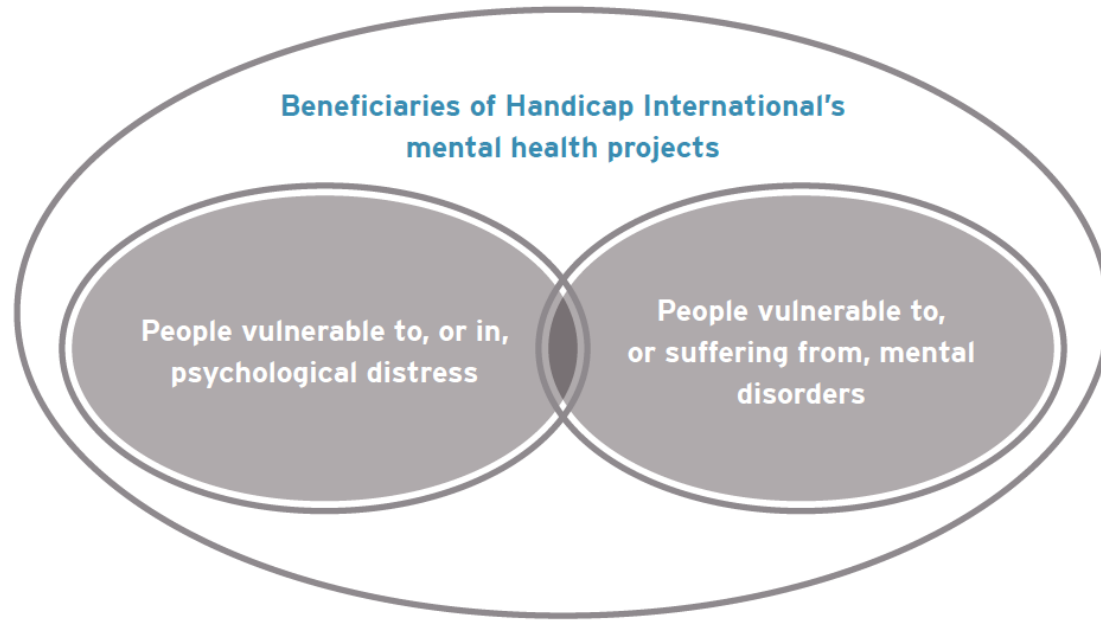 Beneficiaries of Handicap International's
mental health projects
People vulnerable to, or in,
psychological distress
People vulnerable to,
or suffering from, mental
disorders